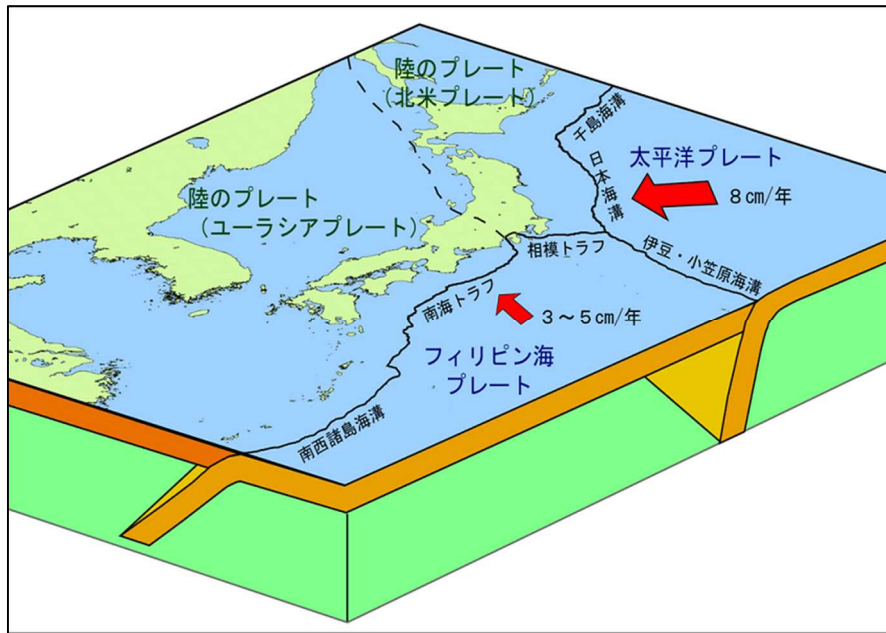 陸のプレート
（北米プレート）
千島海溝
太平洋プレート
日本海溝
8㎝/年
陸のプレート
（ユーラシアプレート）
相模トラフ
伊豆・小笠原海溝
南海トラフ
3～5㎝/年
フィリピン海
プレート
南西諸島海溝